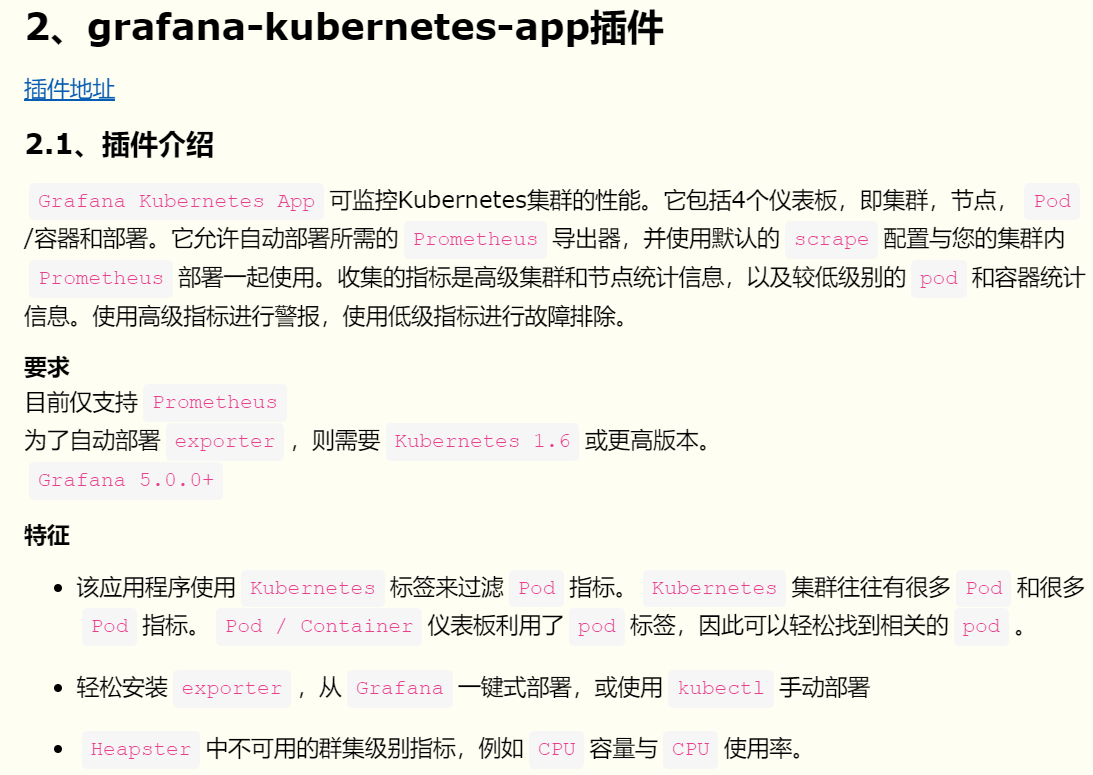 2、grafana-kubernetes-app插件
插件地址
2.1、插件介绍
Grafana Kubernetes App 可监控Kubernetes集群的性能。它包括4个仪表板，即集群，节点， Pod
/容器和部署。它允许自动部署所需的 Prometheus 导出器，并使用默认的 scrape 配置与您的集群内
Prometheus 部署一起使用。收集的指标是高级集群和节点统计信息，以及较低级别的 pod 和容器统计
信息。使用高级指标进行警报，使用低级指标进行故障排除。
要求
目前仅支持 Prometheus
为了自动部署 exporter ，则需要 Kubernetes 1.6 或更高版本。
Grafana 5.0.0+
特征
• 该应用程序使用 Kubernetes 标签来过滤 Pod 指标。 Kubernetes 集群往往有很多 Pod 和很多
Pod 指标。 Pod / Container 仪表板利用了 pod 标签，因此可以轻松找到相关的 pod 。
• 轻松安装 exporter ，从 Grafana 一键式部署，或使用 kubectl 手动部署
• Heapster 中不可用的群集级别指标，例如 CPU 容量与 CPU 使用率。